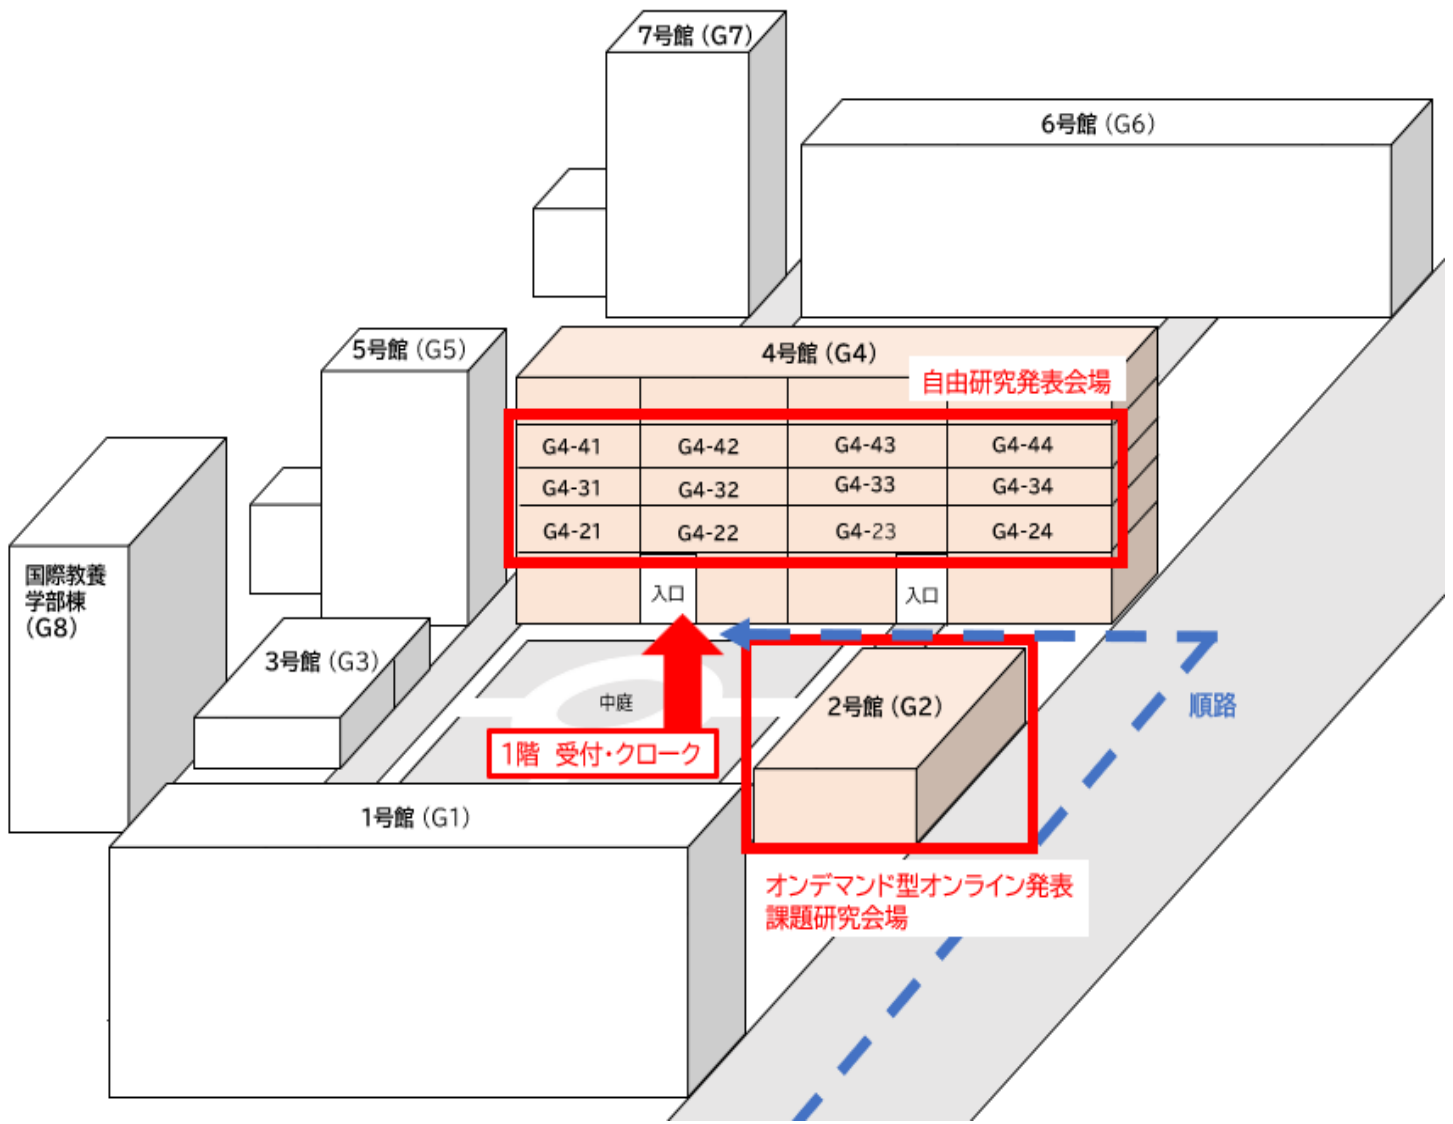 7号館 (G7)
6号館 (G6)
5号館 (G5)
4号館 (G4)
自由研究発表会場
G4-41 G4-42 G4-43 G4-44
G4-31 G4-32 G4-33 G4-34
G4-21 G4-22 G4-23 G4-24
国際教養
学部棟
(G8)
入口 入口
3号館 (G3)
中庭
2号館 (G2)
順路
1階 受付・クローク
1号館 (G1)
オンデマンド型オンライン発表
課題研究会場